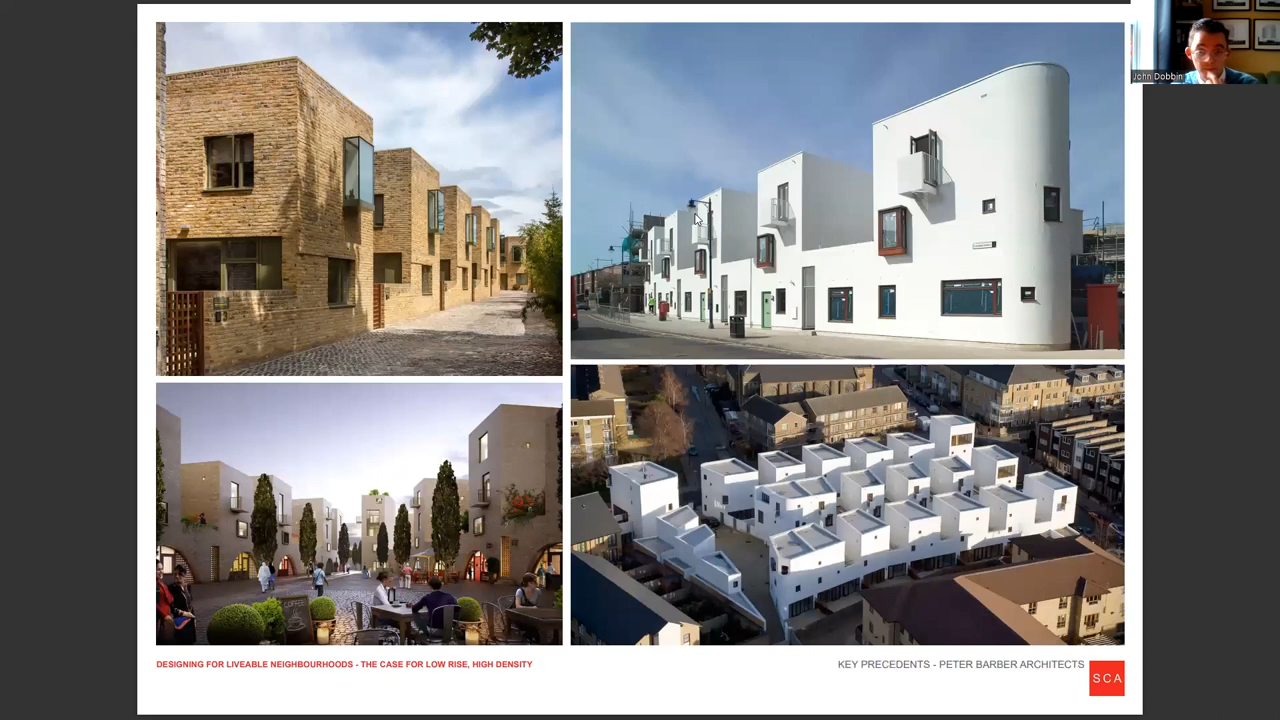 John Dobbin
COFFEE
DESIGNING FOR LIVEABLE NEIGHBOURHOODS - THE CASE FOR LOW RISE, HIGH DENSITY
KEY PRECEDENTS - PETER BARBER ARCHITECTS
SCA